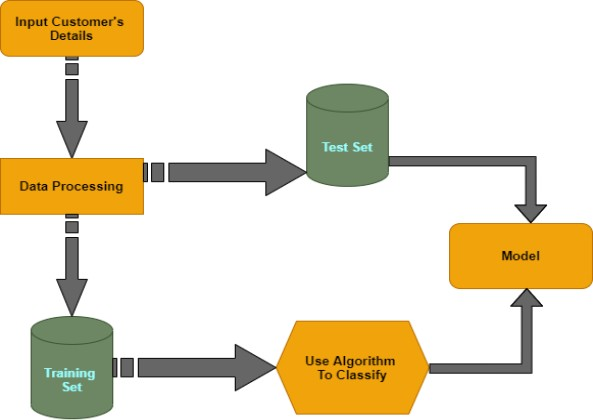 Input Customer's
Details
Test Set
Data Processing
Model
Training
Set
Use Algorithm
To Classify